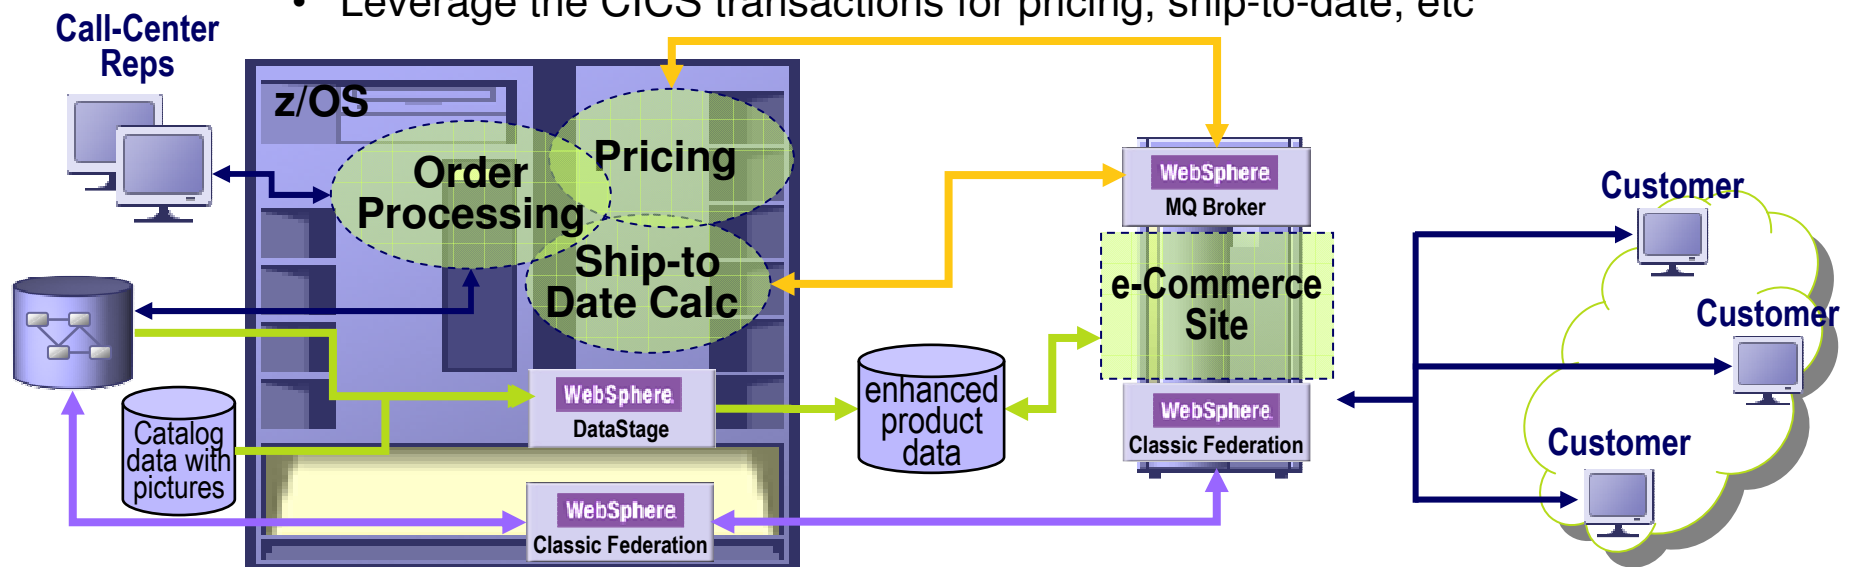 • Leverage the CICS transactions for pricing, ship-to-date, etc
Call-Center
Reps
z/OS
Order
Processing
Pricing
Ship-to
Date Calc
WebSphere
MQ Broker
e-Commerce
Site
WebSphere
Classic Federation
Customer
Customer
Customer
Catalog
data with
pictures
WebSphere
DataStage
enhanced
product
data
WebSphere
Classic Federation